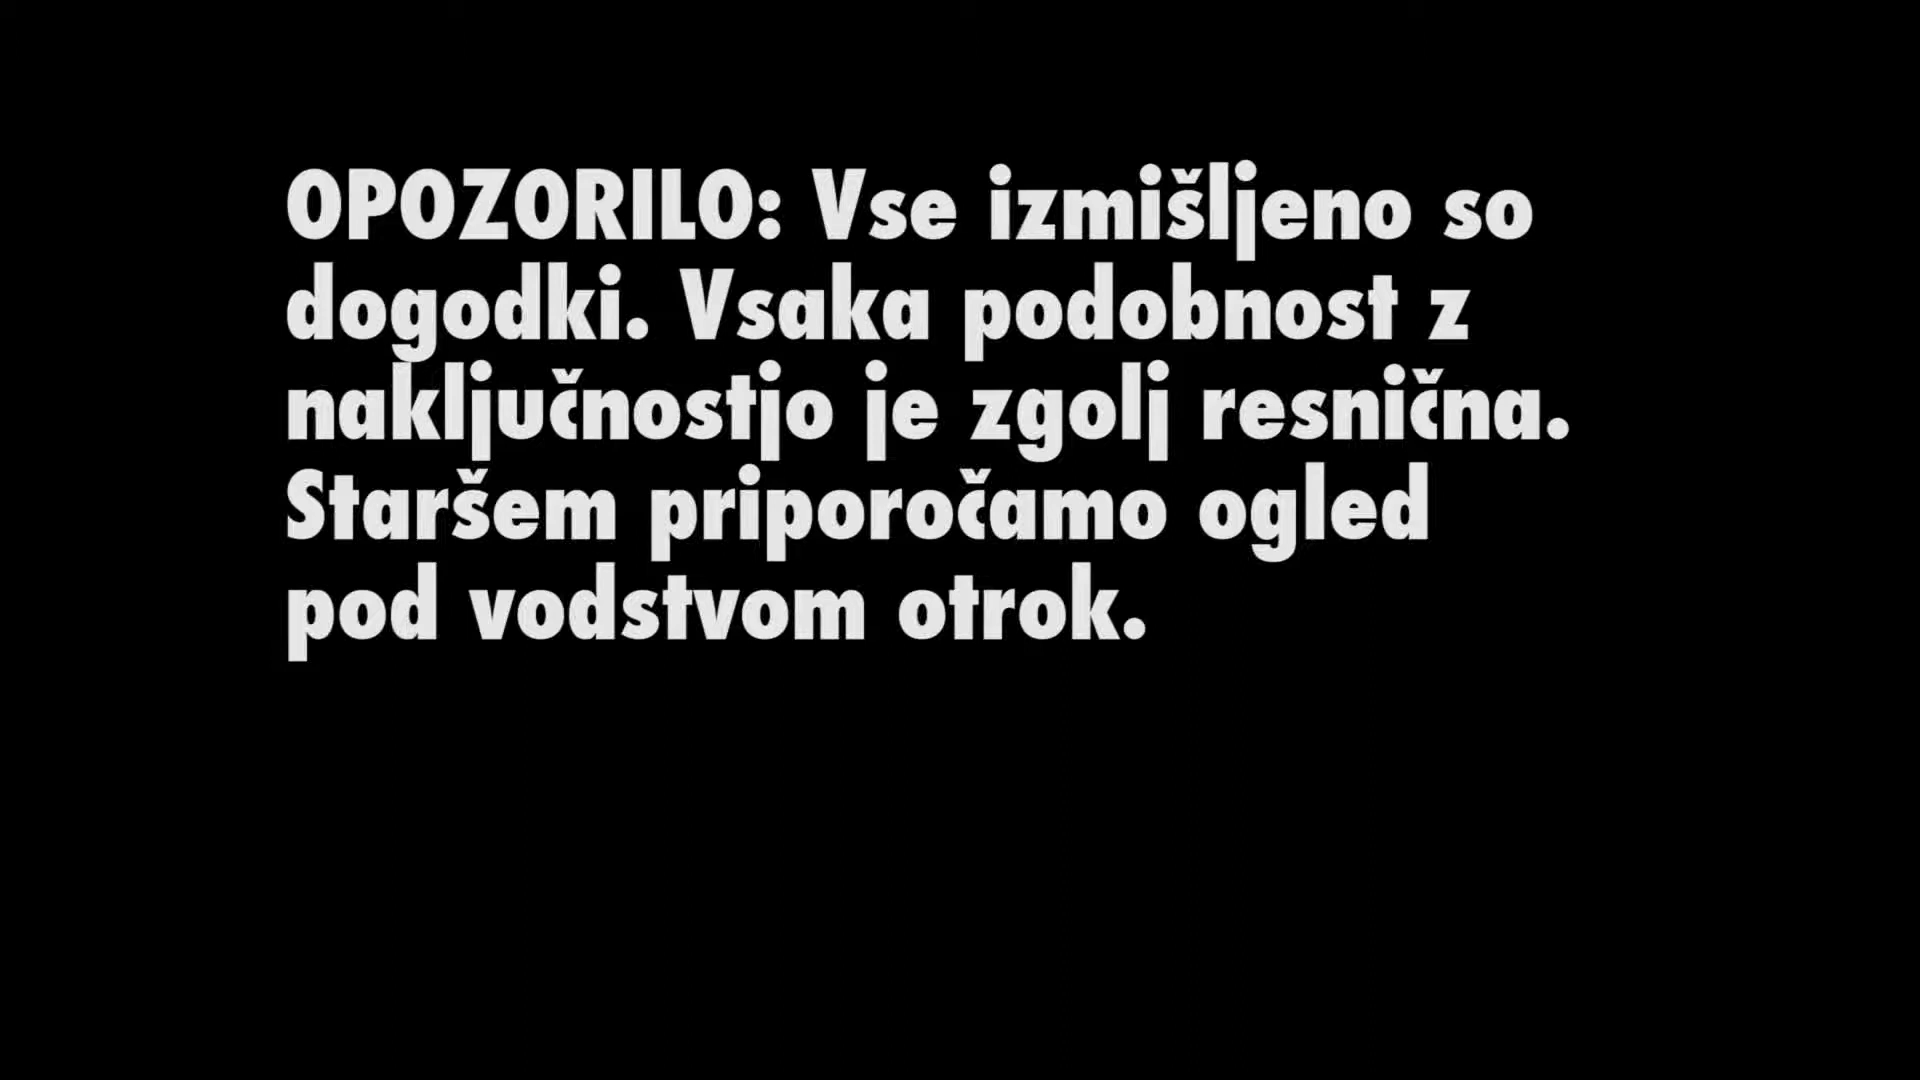 OPOZORILO: Vse izmišljeno so
dogodki. Vsaka podobnost z
naključnostjo je zgolj resnična.
Staršem priporočamo ogled
pod vodstvom otrok.